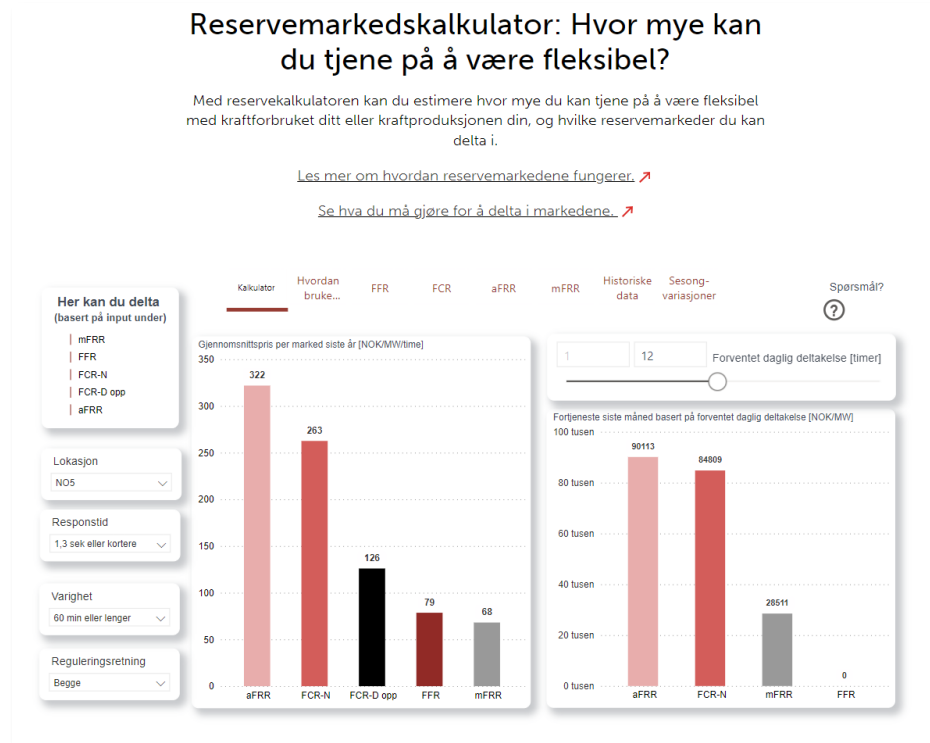 Reservemarkedskalkulator: Hvor mye kan
du tjene på å være fleksibel?
Med reservekalkulatoren kan du estimere hvor mye du kan tjene på å være fleksibel
med kraftforbruket ditt eller kraftproduksjonen din, og hvilke reservemarkeder du kan
delta i.
Les mer om hvordan reservemarkedene fungerer.
Se hva du må gjøre for å delta i markedene.
Her kan du delta
(basert på input under)
mFRR
FFR
FCR-N
FCR-D opp
aFRR
Lokasjon
NO5
Responstid
1,3 sek eller kortere
Varighet
60 min eller lenger
Reguleringsretning
Begge
Kalkulator
Hvordan
bruke...
FFR
FCR
aFRR
mFRR
Historiske
data
Sesong-
variasjoner
Spørsmål?
?
Gjennomsnittspris per marked siste år [NOK/MW/time]
350
300
250
200
150
100
50
0
322
263
126
79
68
aFRR
FCR-N
FCR-D opp
FFR
mFRR
1
12
Forventet daglig deltakelse [timer]
Fortjeneste siste måned basert på forventet daglig deltakelse [NOK/MW]
100 tusen
80 tusen
60 tusen
40 tusen
20 tusen
0 tusen
90113
84809
28511
0
aFRR
FCR-N
mFRR
FFR